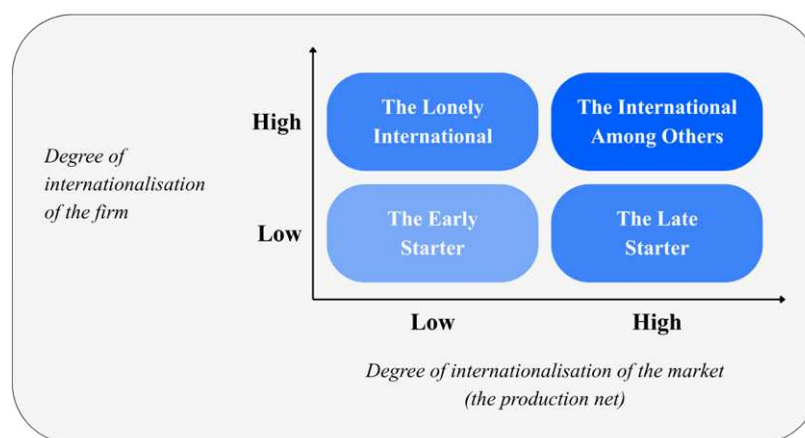 The Lonely
International
The International
Among Others
High
Degree of
internationalisation
of the firm
The Early
Starter
The Late
Starter
Low
Low
High
Degree of internationalisation of the market
(the production net)